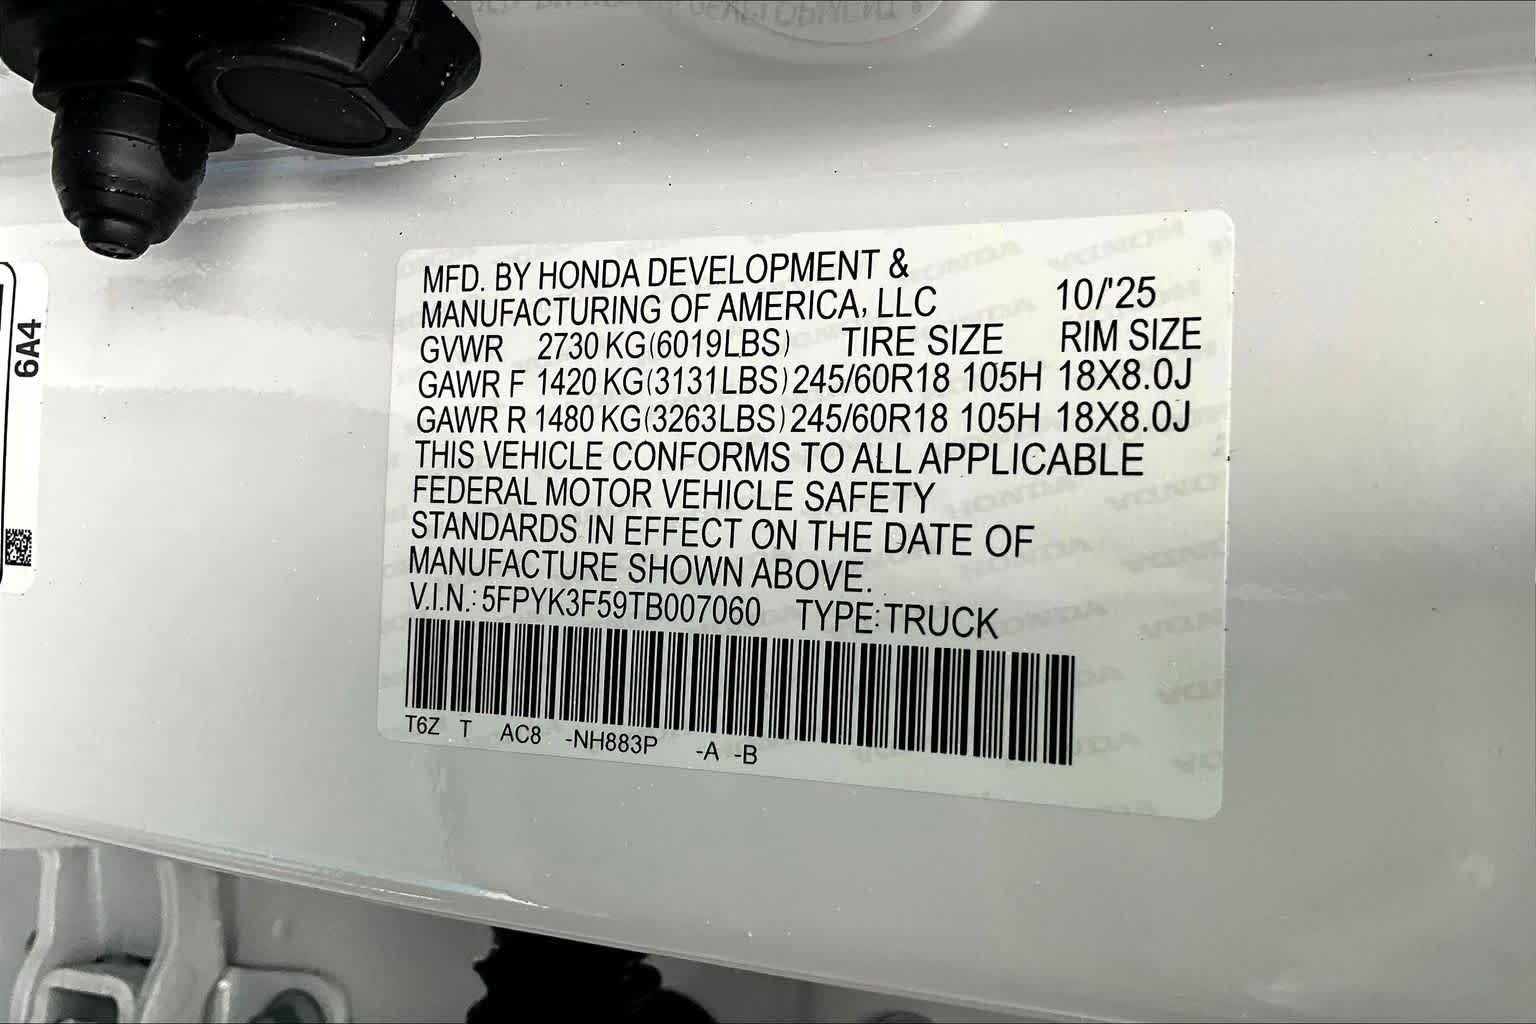 MFD. BY HONDA DEVELOPMENT &
MANUFACTURING OF AMERICA, LLC 10/'25
GVWR 2730 KG(6019LBS) TIRE SIZE RIM SIZE
GAWR F 1420 KG(3131LBS) 245/60R18 105H 18X8.0J
GAWR R 1480 KG(3263LBS) 245/60R18 105H 18X8.0J
THIS VEHICLE CONFORMS TO ALL APPLICABLE
FEDERAL MOTOR VEHICLE SAFETY
STANDARDS IN EFFECT ON THE DATE OF
MANUFACTURE SHOWN ABOVE.
V.I.N.: 5FPYK3F59TB007060 TYPE: TRUCK
T6Z T AC8 -NH883P -A -B
6A4